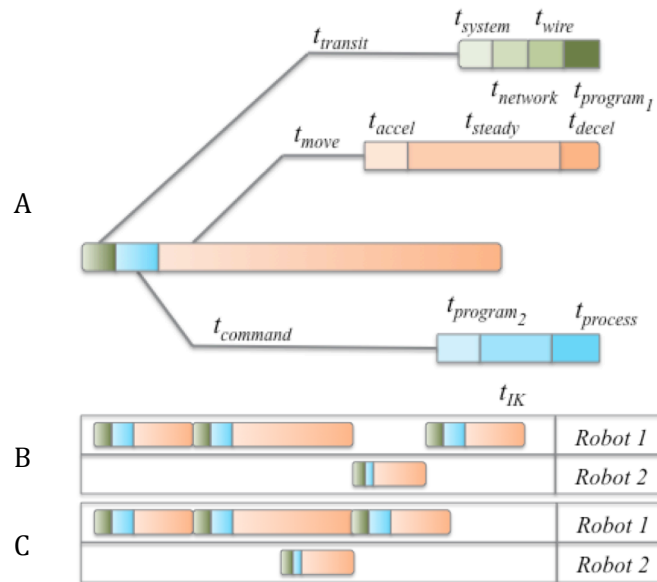 t_system t_wire
t_transit
t_network t_program_1
t_accel t_steady t_decel
t_move
A
t_program_2 t_process
t_command
t_IK
B
Robot 1
Robot 2
C
Robot 1
Robot 2